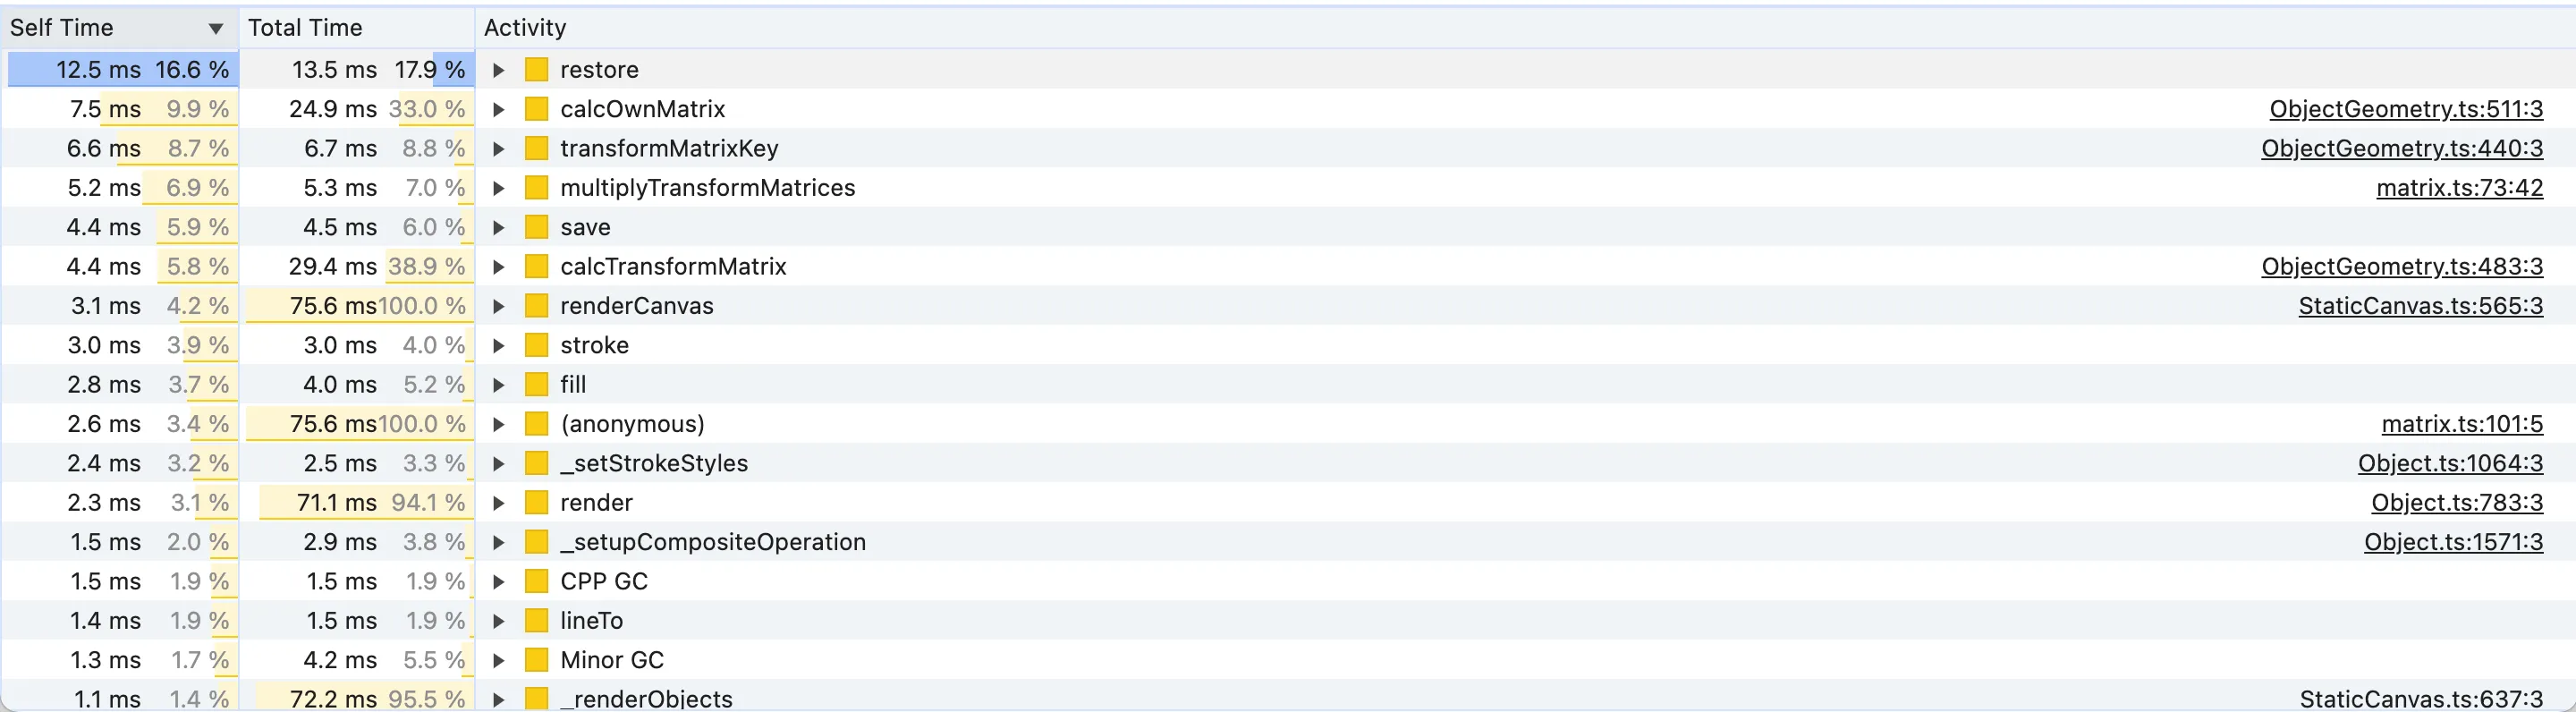 Self Time ▼ Total Time Activity
12.5 ms 16.6 % 13.5 ms 17.9 % ▶ restore
7.5 ms 9.9 % 24.9 ms 33.0 % ▶ calcOwnMatrix ObjectGeometry.ts:511:3
6.6 ms 8.7 % 6.7 ms 8.8 % ▶ transformMatrixKey ObjectGeometry.ts:440:3
5.2 ms 6.9 % 5.3 ms 7.0 % ▶ multiplyTransformMatrices matrix.ts:73:42
4.4 ms 5.9 % 4.5 ms 6.0 % ▶ save
4.4 ms 5.8 % 29.4 ms 38.9 % ▶ calcTransformMatrix ObjectGeometry.ts:483:3
3.1 ms 4.2 % 75.6 ms 100.0 % ▶ renderCanvas StaticCanvas.ts:565:3
3.0 ms 3.9 % 3.0 ms 4.0 % ▶ stroke
2.8 ms 3.7 % 4.0 ms 5.2 % ▶ fill
2.6 ms 3.4 % 75.6 ms 100.0 % ▶ (anonymous) matrix.ts:101:5
2.4 ms 3.2 % 2.5 ms 3.3 % ▶ _setStrokeStyles Object.ts:1064:3
2.3 ms 3.1 % 71.1 ms 94.1 % ▶ render Object.ts:783:3
1.5 ms 2.0 % 2.9 ms 3.8 % ▶ _setupCompositeOperation Object.ts:1571:3
1.5 ms 1.9 % 1.5 ms 1.9 % ▶ CPP GC
1.4 ms 1.9 % 1.5 ms 1.9 % ▶ lineTo
1.3 ms 1.7 % 4.2 ms 5.5 % ▶ Minor GC
1.1 ms 1.4 % 72.2 ms 95.5 % ▶ _renderObjects StaticCanvas.ts:637:3